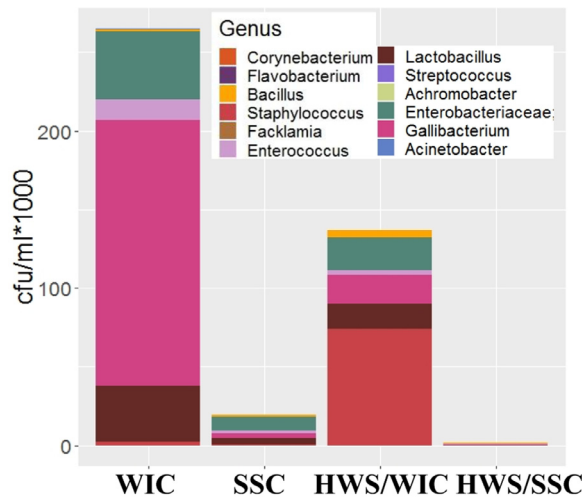 Genus
Corynebacterium
Flavobacterium
Bacillus
Staphylococcus
Facklamia
Enterococcus
Lactobacillus
Streptococcus
Achromobacter
Enterobacteriaceae;
Gallibacterium
Acinetobacter
cfu/ml*1000
200
100
0
WIC SSC HWS/WIC HWS/SSC